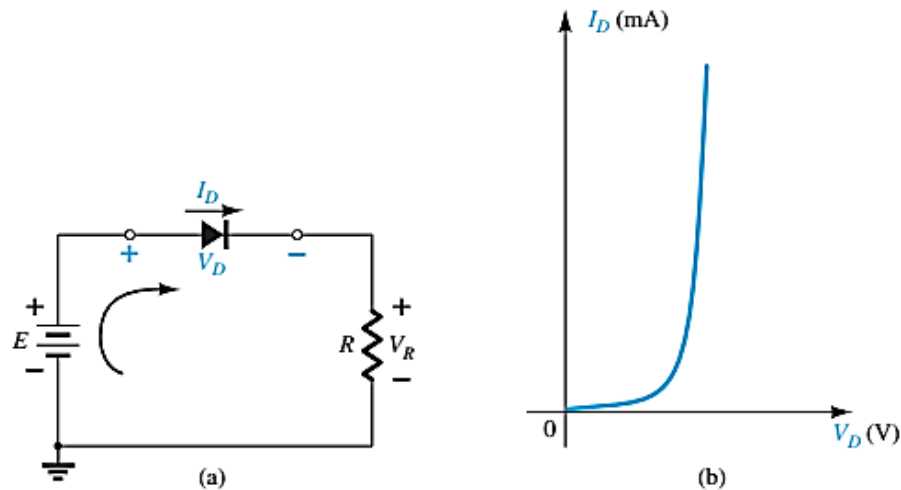 I_D
+
V_D
−
+
E
−
+
R
V_R
−
(a)
I_D (mA)
0
V_D (V)
(b)